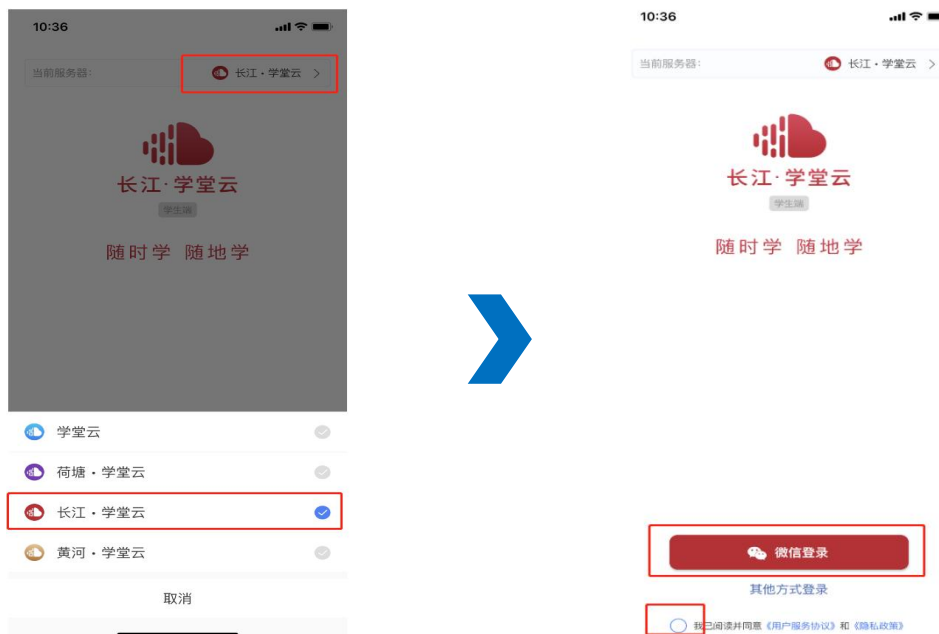 10:36
当前服务器:
长江·学堂云
长江·学堂云
学生端
随时学 随地学
学堂云
荷塘·学堂云
长江·学堂云
黄河·学堂云
取消
10:36
当前服务器:
长江·学堂云
长江·学堂云
学生端
随时学 随地学
微信登录
其他方式登录
我已阅读并同意《用户服务协议》和《隐私政策》